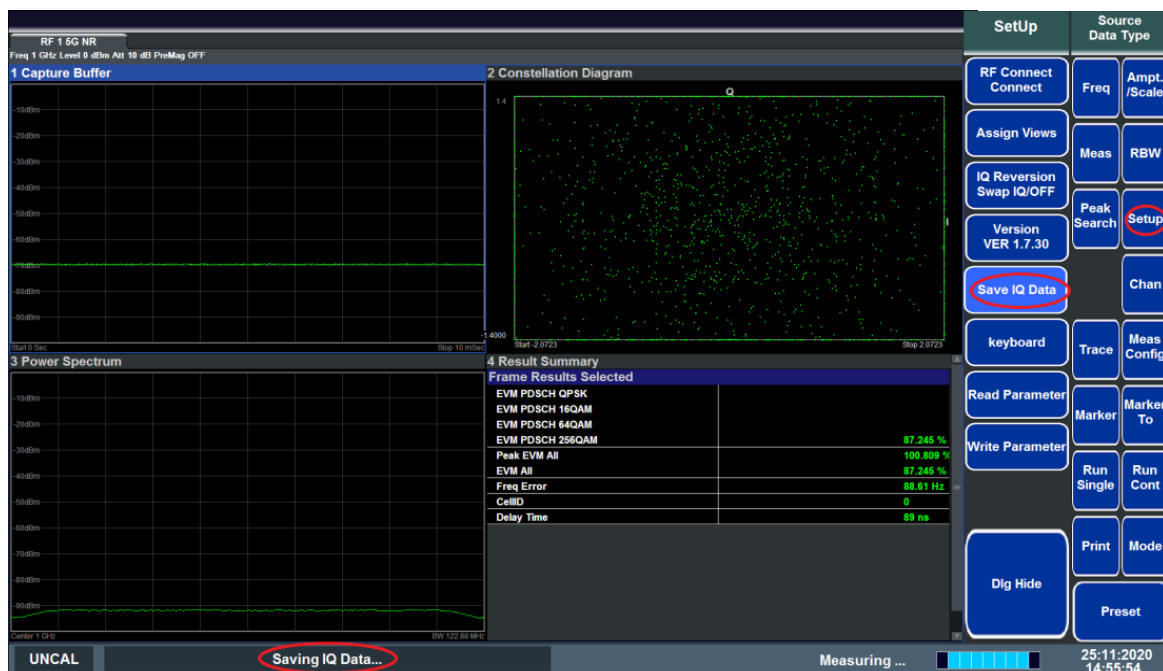 RF 1 5G NR
Freq 1 GHz Level 0 dBm Att 10 dB PreMag OFF
1 Capture Buffer
-10dBm
-20dBm
-30dBm
-40dBm
-50dBm
-60dBm
-70dBm
-80dBm
-90dBm
Start 0 Sec
Stop 10 mSec
2 Constellation Diagram
Q
1.4
I
-1.4000
Start -2.0723
Stop 2.0723
3 Power Spectrum
-10dBm
-20dBm
-30dBm
-40dBm
-50dBm
-60dBm
-70dBm
-80dBm
-90dBm
Center 1 GHz
BW 122.88 MHz
4 Result Summary
Frame Results Selected
EVM PDSCH QPSK
EVM PDSCH 16QAM
EVM PDSCH 64QAM
EVM PDSCH 256QAM 87.245 %
Peak EVM All 100.809 %
EVM All 87.245 %
Freq Error 88.61 Hz
CellID 0
Delay Time 89 ns
SetUp
RF Connect
Connect
Assign Views
IQ Reversion
Swap IQ/OFF
Version
VER 1.7.30
Save IQ Data
keyboard
Read Parameter
Write Parameter
Dlg Hide
Source
Data Type
Freq
Ampt.
/Scale
Meas
RBW
Peak
Search
Setup
Chan
Trace
Meas
Config
Marker
Marker
To
Run
Single
Run
Cont
Print
Mode
Preset
UNCAL
Saving IQ Data...
Measuring ...
25:11:2020
14:55:54